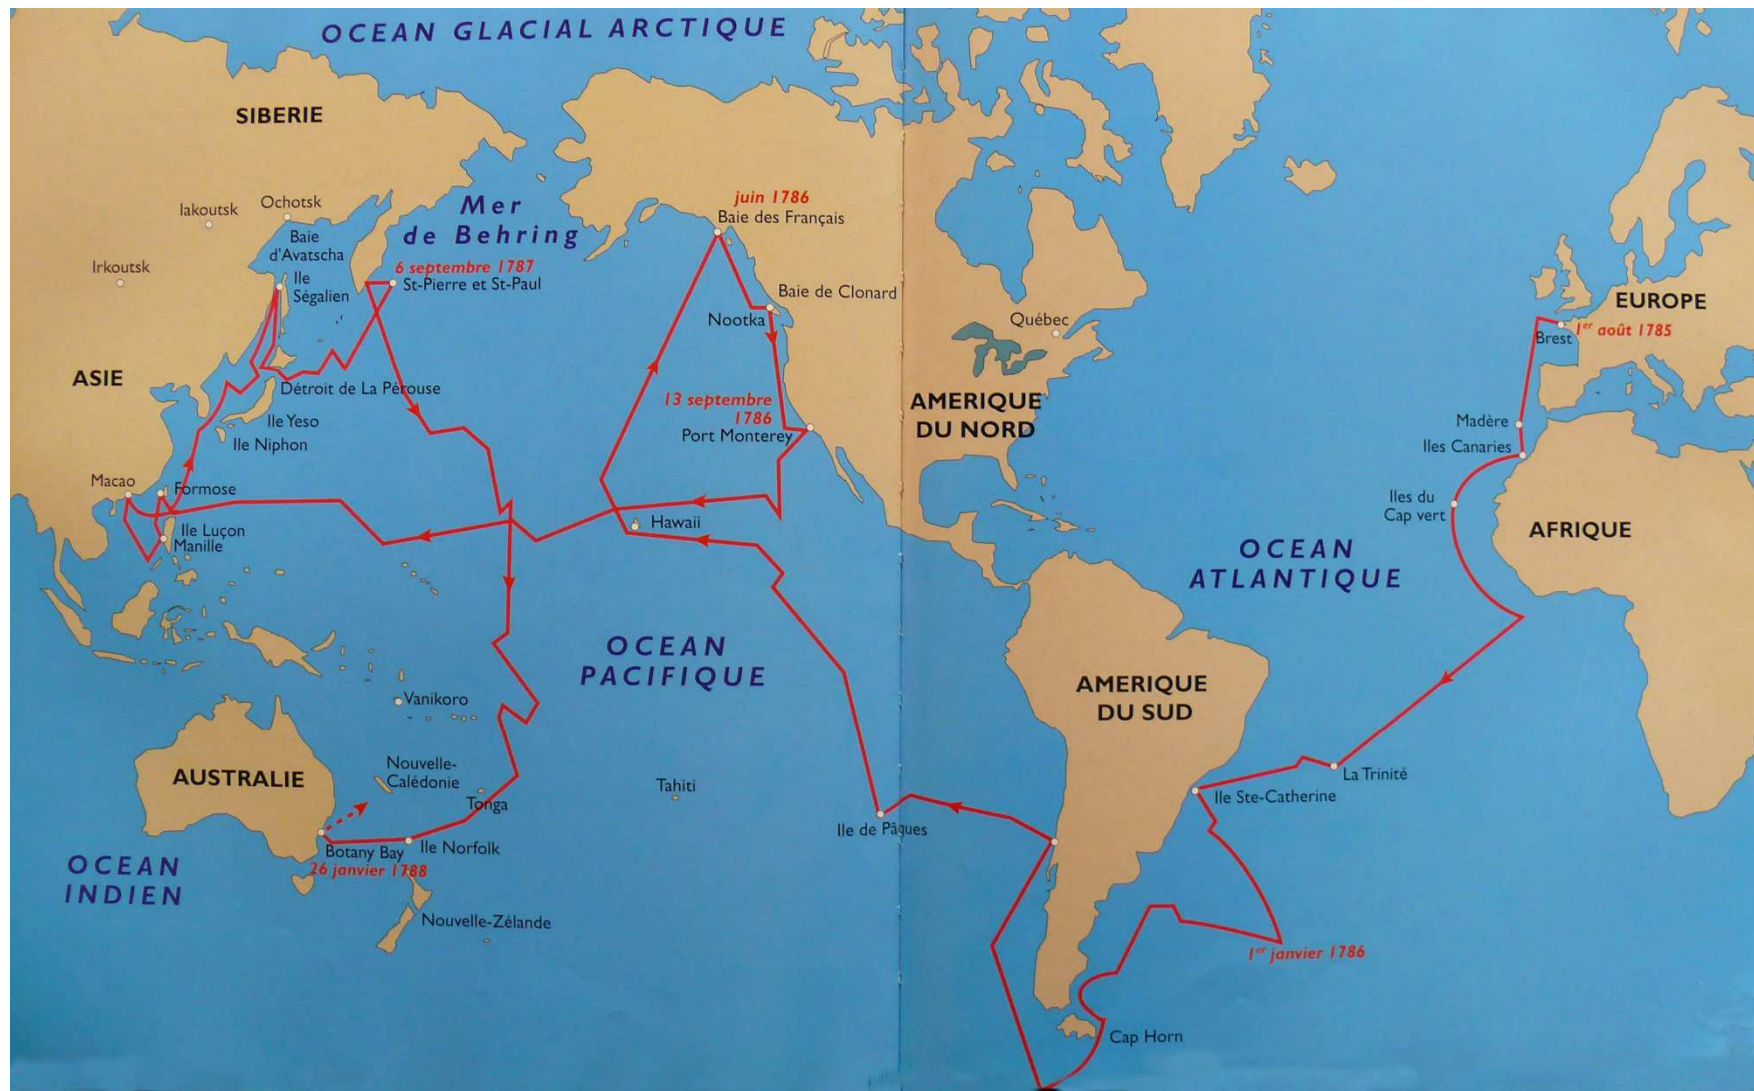 OCEAN GLACIAL ARCTIQUE
SIBERIE
juin 1786
Baie des Français
Ochotsk
Iakoutsk
Mer
de Behring
Baie
d'Avatscha
Irkoutsk
6 septembre 1787
St-Pierre et St-Paul
Ile
Ségalien
Baie de Clonard
Nootka
Québec
EUROPE
1er août 1785
Brest
ASIE
Détroit de La Pérouse
13 septembre
1786
Port Monterey
AMERIQUE
DU NORD
Madère
Iles Canaries
Ile Yeso
Ile Niphon
Macao
Formose
Iles du
Cap vert
Hawaii
Ile Luçon
Manille
AFRIQUE
OCEAN
ATLANTIQUE
OCEAN
PACIFIQUE
AMERIQUE
DU SUD
Vanikoro
Nouvelle-
Calédonie
AUSTRALIE
Tahiti
La Trinité
Tonga
Ile Ste-Catherine
Ile de Pâques
Botany Bay
Ile Norfolk
26 janvier 1788
OCEAN
INDIEN
Nouvelle-Zélande
1er janvier 1786
Cap Horn